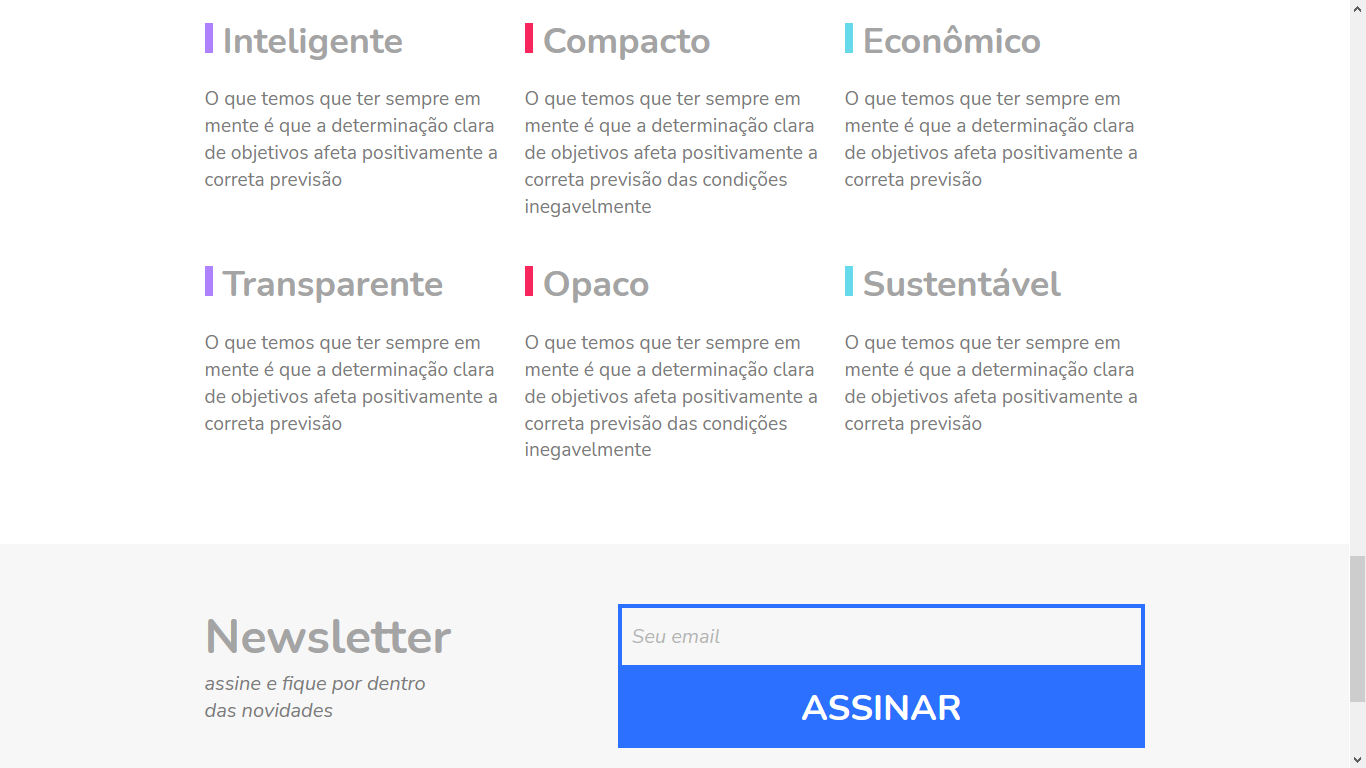 Inteligente
O que temos que ter sempre em
mente é que a determinação clara
de objetivos afeta positivamente a
correta previsão
Compacto
O que temos que ter sempre em
mente é que a determinação clara
de objetivos afeta positivamente a
correta previsão das condições
inegavelmente
Econômico
O que temos que ter sempre em
mente é que a determinação clara
de objetivos afeta positivamente a
correta previsão
Transparente
O que temos que ter sempre em
mente é que a determinação clara
de objetivos afeta positivamente a
correta previsão
Opaco
O que temos que ter sempre em
mente é que a determinação clara
de objetivos afeta positivamente a
correta previsão das condições
inegavelmente
Sustentável
O que temos que ter sempre em
mente é que a determinação clara
de objetivos afeta positivamente a
correta previsão
Newsletter
assine e fique por dentro
das novidades
Seu email
ASSINAR